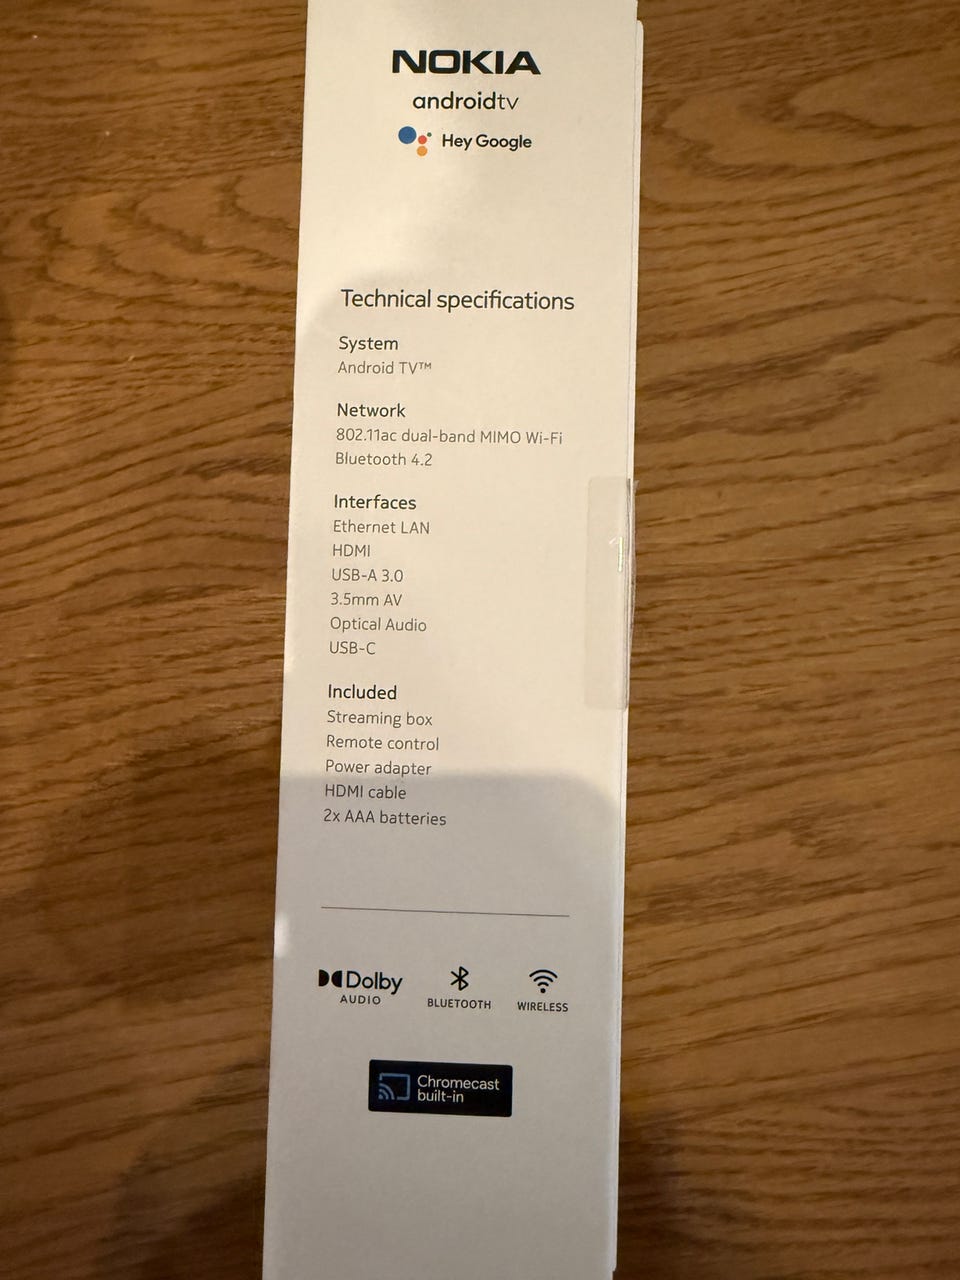 NOKIA
androidtv
Hey Google
Technical specifications
System
Android TV™
Network
802.11ac dual-band MIMO Wi-Fi
Bluetooth 4.2
Interfaces
Ethernet LAN
HDMI
USB-A 3.0
3.5mm AV
Optical Audio
USB-C
Included
Streaming box
Remote control
Power adapter
HDMI cable
2x AAA batteries
Dolby
AUDIO
BLUETOOTH
WIRELESS
Chromecast
built-in